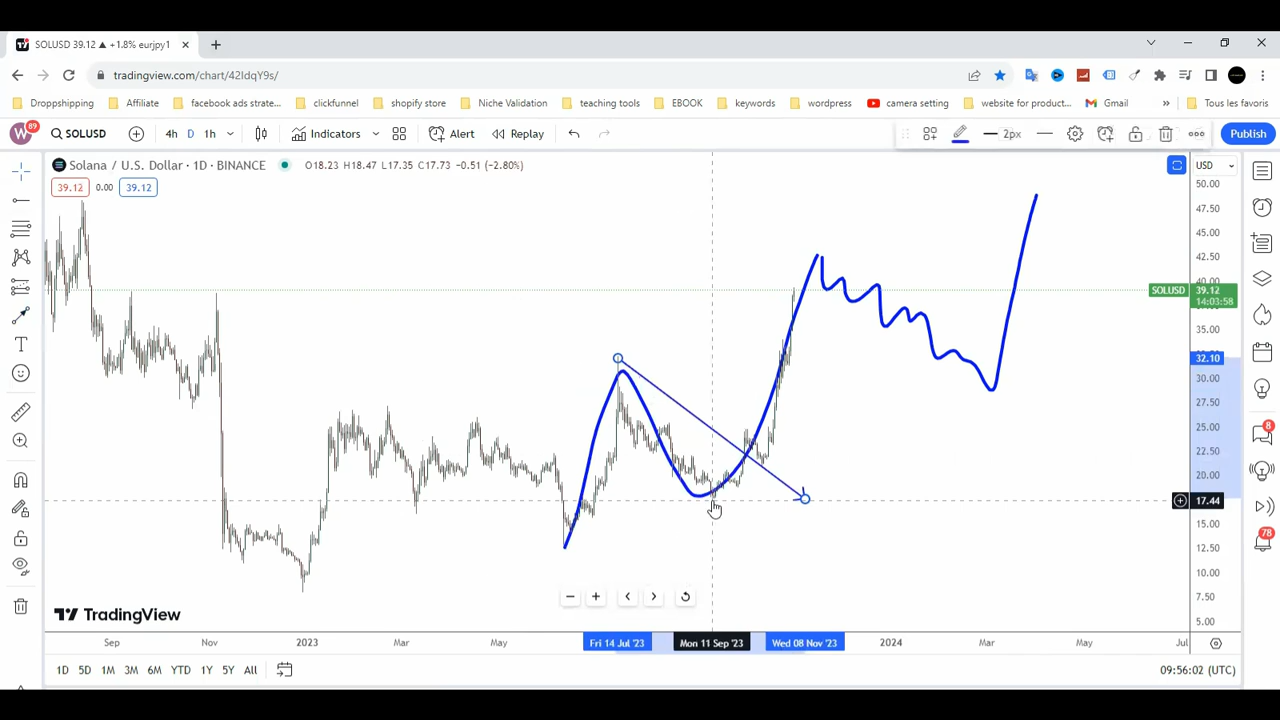 SOLUSD 39.12 ▲ +1.8% eurjpy1
tradingview.com/chart/42IdqY9s/
Droppshipping Affiliate facebook ads strate... clickfunnel shopify store Niche Validation teaching tools EBOOK keywords wordpress camera setting website for product... Gmail » Tous les favoris
W 89 SOLUSD 4h D 1h Indicators Alert Replay 2px Publish
Solana / U.S. Dollar · 1D · BINANCE O18.23 H18.47 L17.35 C17.73 −0.51 (−2.80%) USD
39.12 0.00 39.12
50.00
47.50
45.00
42.50
40.00
SOLUSD 39.12
14:03:58
35.00
32.10
30.00
27.50
25.00
22.50
20.00
17.44
15.00
12.50
10.00
7.50
5.00
8
78
TradingView
Sep Nov 2023 Mar May Fri 14 Jul '23 Mon 11 Sep '23 Wed 08 Nov '23 2024 Mar May Jul
1D 5D 1M 3M 6M YTD 1Y 5Y All 09:56:02 (UTC)